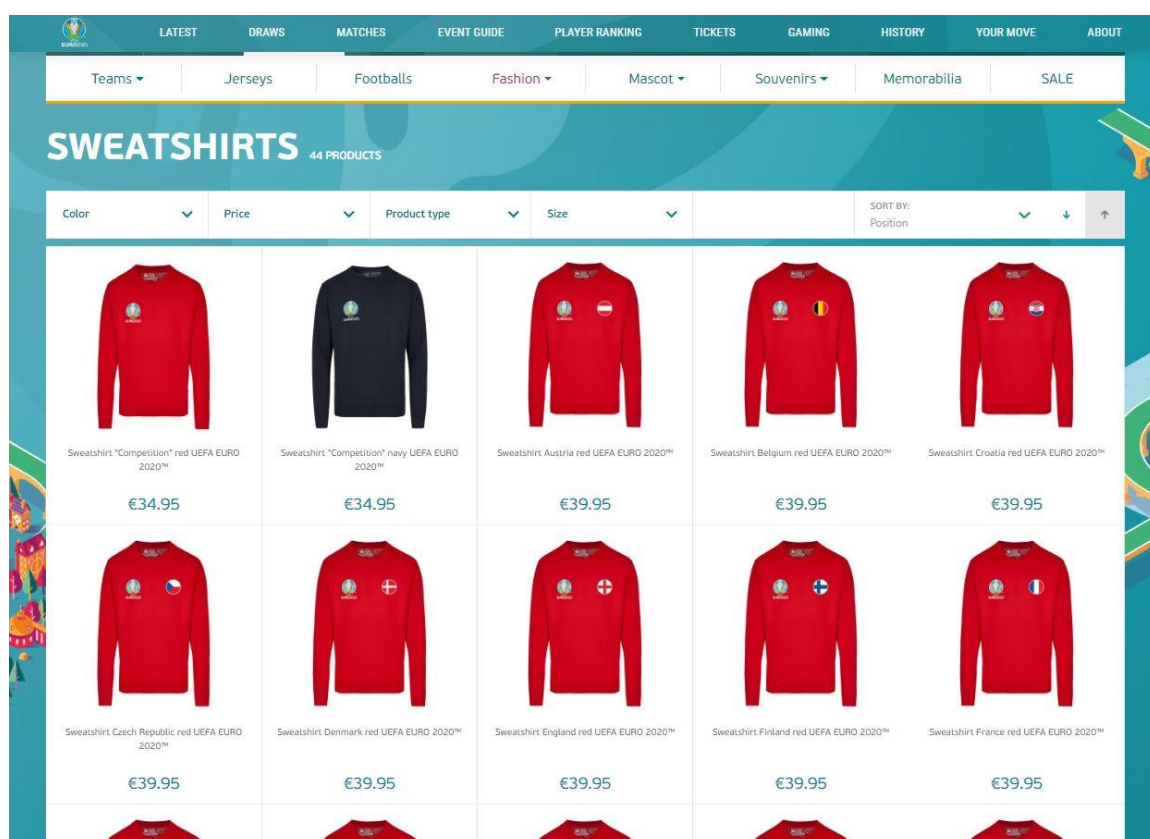 EURO2020
LATEST
DRAWS
MATCHES
EVENT GUIDE
PLAYER RANKING
TICKETS
GAMING
HISTORY
YOUR MOVE
ABOUT
Teams
Jerseys
Footballs
Fashion
Mascot
Souvenirs
Memorabilia
SALE
SWEATSHIRTS 44 PRODUCTS
Color
Price
Product type
Size
SORT BY:
Position
Sweatshirt "Competition" red UEFA EURO
2020™
€34.95
Sweatshirt "Competition" navy UEFA EURO
2020™
€34.95
Sweatshirt Austria red UEFA EURO 2020™
€39.95
Sweatshirt Belgium red UEFA EURO 2020™
€39.95
Sweatshirt Croatia red UEFA EURO 2020™
€39.95
Sweatshirt Czech Republic red UEFA EURO
2020™
€39.95
Sweatshirt Denmark red UEFA EURO 2020™
€39.95
Sweatshirt England red UEFA EURO 2020™
€39.95
Sweatshirt Finland red UEFA EURO 2020™
€39.95
Sweatshirt France red UEFA EURO 2020™
€39.95